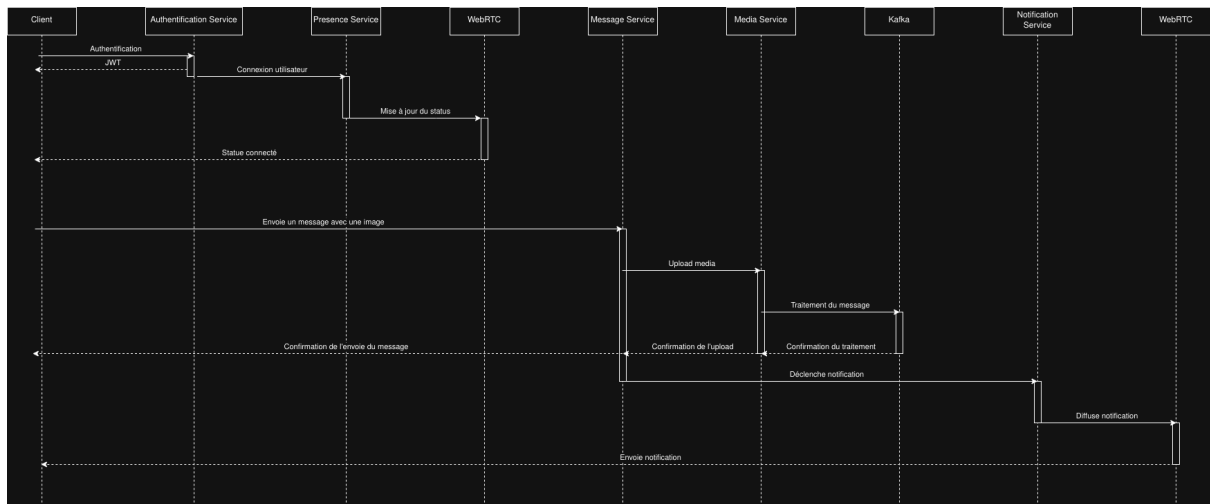 Client
Authentification Service
Presence Service
WebRTC
Message Service
Media Service
Kafka
Notification
Service
WebRTC
Authentification
JWT
Connexion utilisateur
Mise à jour du status
Statue connecté
Envoie un message avec une image
Upload media
Traitement du message
Confirmation de l'envoie du message
Confirmation de l'upload
Confirmation du traitement
Déclenche notification
Diffuse notification
Envoie notification